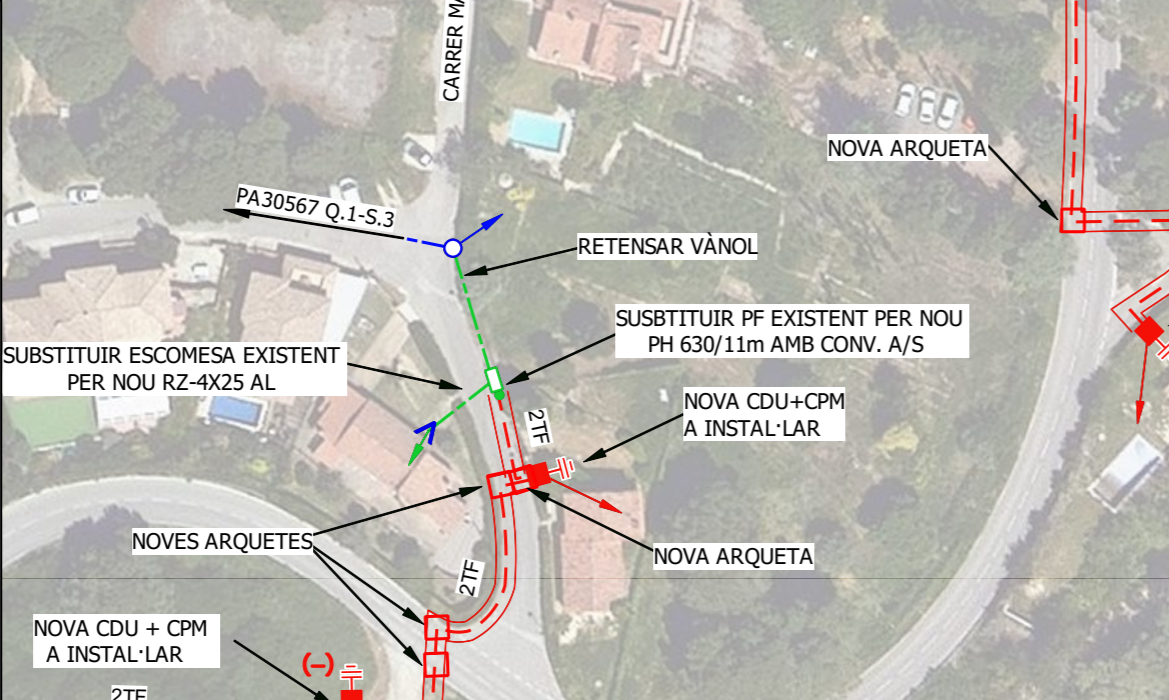 CARRER MA
NOVA ARQUETA
PA30567 Q.1-S.3
RETENSAR VÀNOL
SUSBTITUIR PF EXISTENT PER NOU
PH 630/11m AMB CONV. A/S
SUBSTITUIR ESCOMESA EXISTENT
PER NOU RZ-4X25 AL
2TF
NOVA CDU+CPM
A INSTAL·LAR
NOVES ARQUETES
NOVA ARQUETA
2TF
NOVA CDU + CPM
A INSTAL·LAR
(-)
2TF